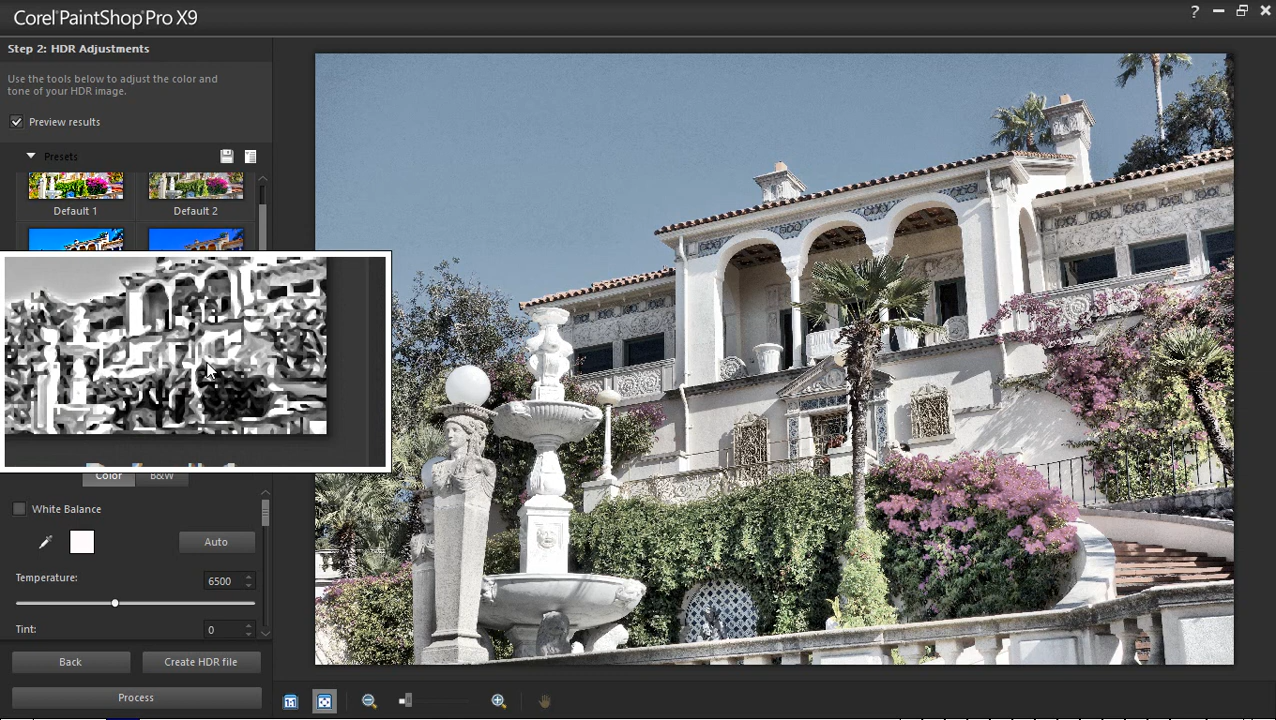 Corel PaintShop Pro X9
?
Step 2: HDR Adjustments
Use the tools below to adjust the color and
tone of your HDR image.
Preview results
Presets
Default 1
Default 2
Color
B&W
White Balance
Auto
Temperature:
6500
Tint:
0
Back
Create HDR file
Process
1:1